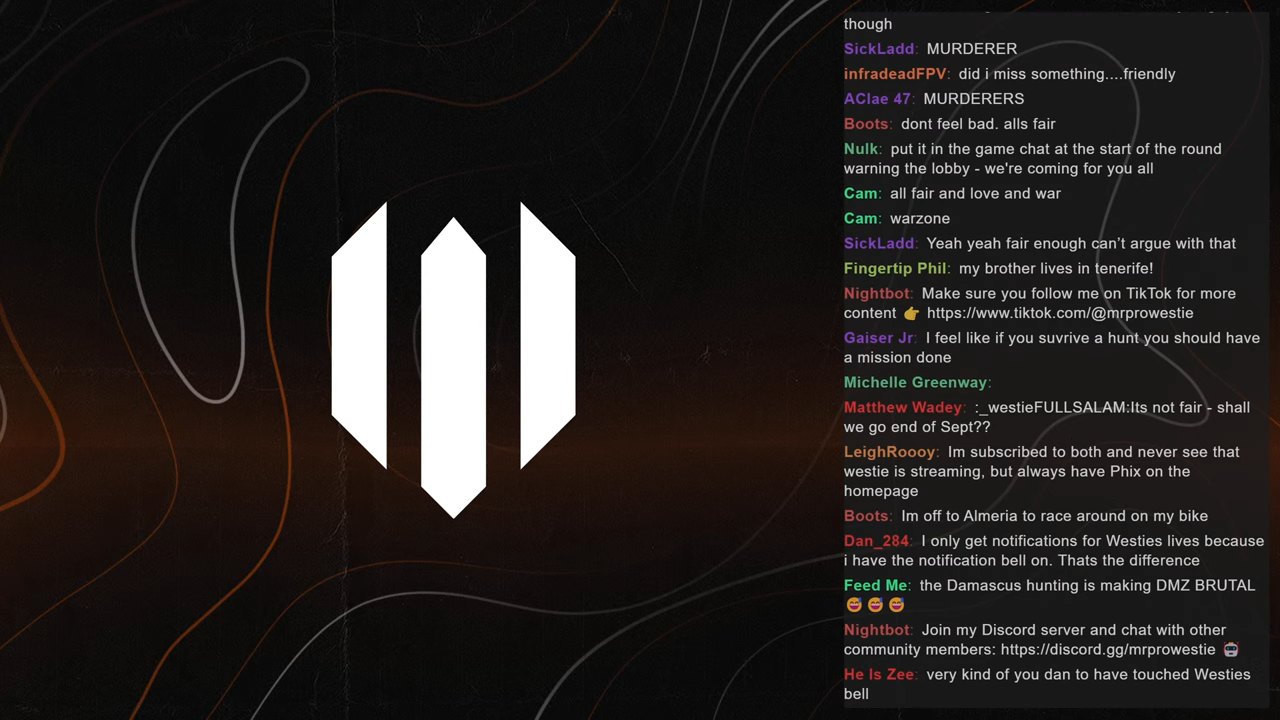 though
SickLadd: MURDERER
infradeadFPV: did i miss something....friendly
AClae 47: MURDERERS
Boots: dont feel bad. alls fair
Nulk: put it in the game chat at the start of the round
warning the lobby - we're coming for you all
Cam: all fair and love and war
Cam: warzone
SickLadd: Yeah yeah fair enough can’t argue with that
Fingertip Phil: my brother lives in tenerife!
Nightbot: Make sure you follow me on TikTok for more
content 👉 https://www.tiktok.com/@mrprowestie
Gaiser Jr: I feel like if you suvrive a hunt you should have
a mission done
Michelle Greenway:
Matthew Wadey: :_westieFULLSALAM:Its not fair - shall
we go end of Sept??
LeighRoooy: Im subscribed to both and never see that
westie is streaming, but always have Phix on the
homepage
Boots: Im off to Almeria to race around on my bike
Dan_284: I only get notifications for Westies lives because
i have the notification bell on. Thats the difference
Feed Me: the Damascus hunting is making DMZ BRUTAL
😅 😅 😅
Nightbot: Join my Discord server and chat with other
community members: https://discord.gg/mrprowestie 🤖
He Is Zee: very kind of you dan to have touched Westies
bell